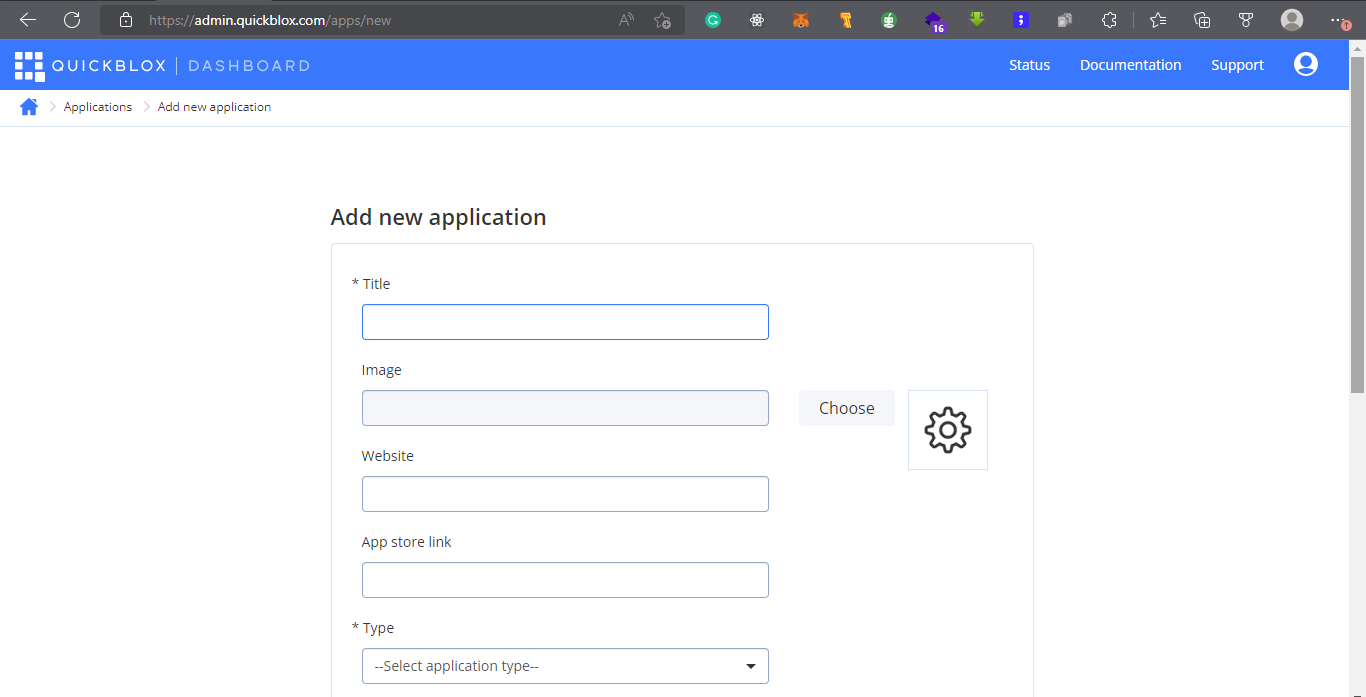 https://admin.quickblox.com/apps/new
16
QUICKBLOX DASHBOARD
Status Documentation Support
Applications Add new application
Add new application
* Title
Image
Choose
Website
App store link
* Type
--Select application type--